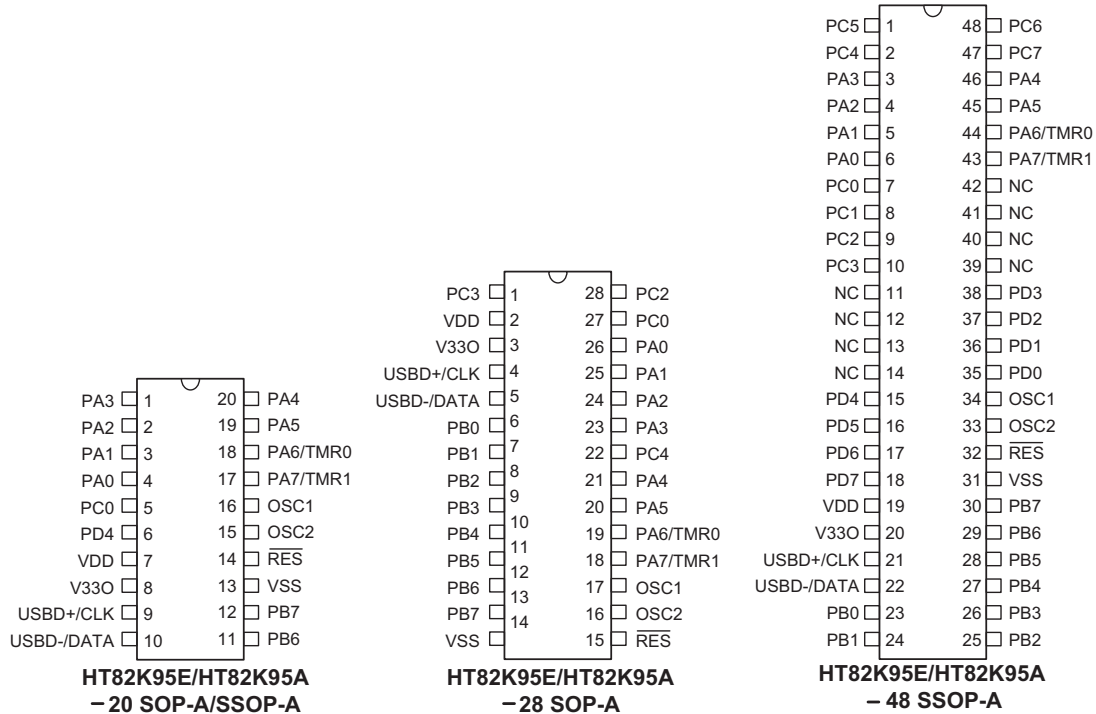 PC5 1 48 PC6
PC4 2 47 PC7
PA3 3 46 PA4
PA2 4 45 PA5
PA1 5 44 PA6/TMR0
PA0 6 43 PA7/TMR1
PC0 7 42 NC
PC1 8 41 NC
PC2 9 40 NC
PC3 10 39 NC
NC 11 38 PD3
NC 12 37 PD2
NC 13 36 PD1
NC 14 35 PD0
PD4 15 34 OSC1
PD5 16 33 OSC2
PD6 17 32 RES
PD7 18 31 VSS
VDD 19 30 PB7
V33O 20 29 PB6
USBD+/CLK 21 28 PB5
USBD-/DATA 22 27 PB4
PB0 23 26 PB3
PB1 24 25 PB2
HT82K95E/HT82K95A
– 48 SSOP-A
PC3 1 28 PC2
VDD 2 27 PC0
V33O 3 26 PA0
USBD+/CLK 4 25 PA1
USBD-/DATA 5 24 PA2
PB0 6 23 PA3
PB1 7 22 PC4
PB2 8 21 PA4
PB3 9 20 PA5
PB4 10 19 PA6/TMR0
PB5 11 18 PA7/TMR1
PB6 12 17 OSC1
PB7 13 16 OSC2
VSS 14 15 RES
HT82K95E/HT82K95A
– 28 SOP-A
PA3 1 20 PA4
PA2 2 19 PA5
PA1 3 18 PA6/TMR0
PA0 4 17 PA7/TMR1
PC0 5 16 OSC1
PD4 6 15 OSC2
VDD 7 14 RES
V33O 8 13 VSS
USBD+/CLK 9 12 PB7
USBD-/DATA 10 11 PB6
HT82K95E/HT82K95A
– 20 SOP-A/SSOP-A